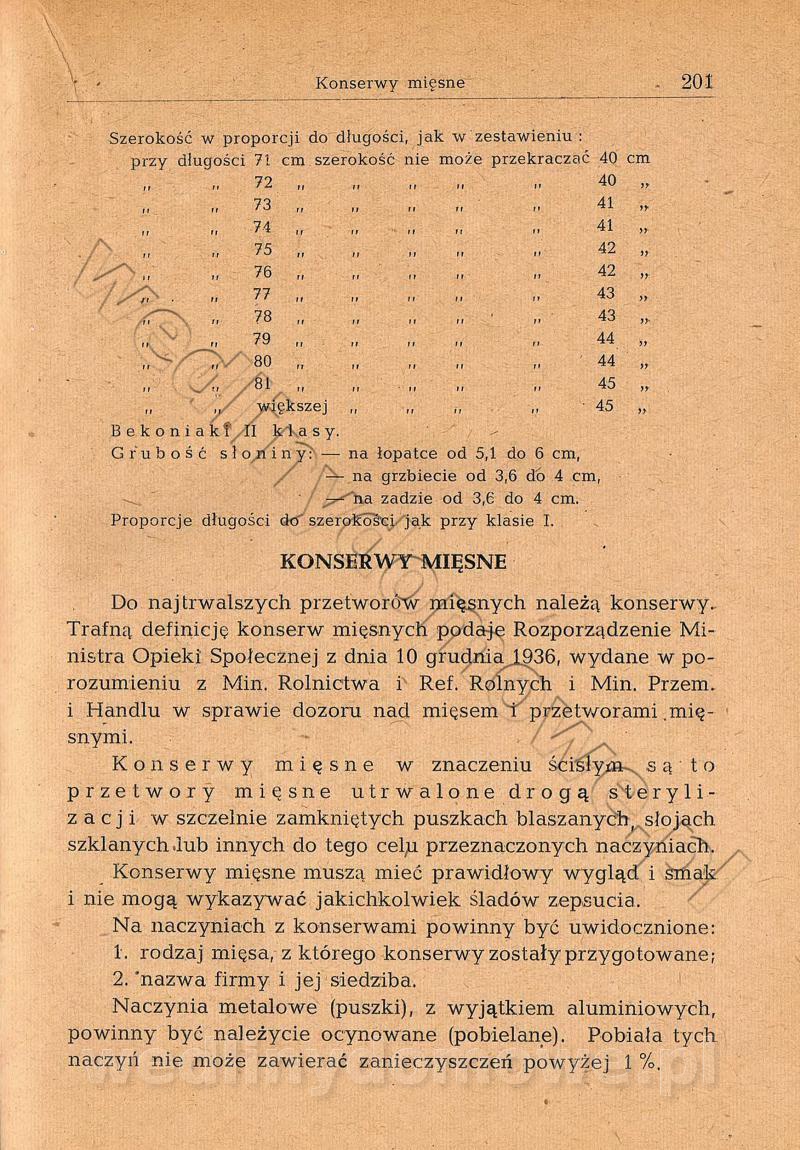 Konserwy mięsne 201
Szerokość w proporcji do długości, jak w zestawieniu :
przy długości 71 cm szerokość nie może przekraczać 40 cm
„ „ 72 „ „ „ „ „ 40 „
„ „ 73 „ „ „ „ „ 41 „
„ „ 74 „ „ „ „ „ 41 „
„ „ 75 „ „ „ „ „ 42 „
„ „ 76 „ „ „ „ „ 42 „
„ „ 77 „ „ „ „ „ 43 „
„ „ 78 „ „ „ „ „ 43 „
„ „ 79 „ „ „ „ „ 44 „
„ „ 80 „ „ „ „ „ 44 „
„ „ 81 „ „ „ „ „ 45 „
„ „ większej „ „ „ „ 45 „
Bekoniaki II klasy.
Grubość słoniny: — na łopatce od 5,1 do 6 cm,
— na grzbiecie od 3,6 do 4 cm,
— na zadzie od 3,6 do 4 cm.
Proporcje długości do szerokości jak przy klasie I.
KONSERWY MIĘSNE
Do najtrwalszych przetworów mięsnych należą konserwy.
Trafną definicję konserw mięsnych podaje Rozporządzenie Mi-
nistra Opieki Społecznej z dnia 10 grudnia 1936, wydane w po-
rozumieniu z Min. Rolnictwa i Ref. Rolnych i Min. Przem.
i Handlu w sprawie dozoru nad mięsem i przetworami mię-
snymi.
Konserwy mięsne w znaczeniu ścisłym są to
przetwory mięsne utrwalone drogą steryli-
zacji w szczelnie zamkniętych puszkach blaszanych, słojach
szklanych lub innych do tego celu przeznaczonych naczyniach.
Konserwy mięsne muszą mieć prawidłowy wygląd i smak
i nie mogą wykazywać jakichkolwiek śladów zepsucia.
Na naczyniach z konserwami powinny być uwidocznione:
1. rodzaj mięsa, z którego konserwy zostały przygotowane;
2. nazwa firmy i jej siedziba.
Naczynia metalowe (puszki), z wyjątkiem aluminiowych,
powinny być należycie ocynowane (pobielane). Pobiała tych
naczyń nie może zawierać zanieczyszczeń powyżej 1 %.
wedlinydomowe.pl